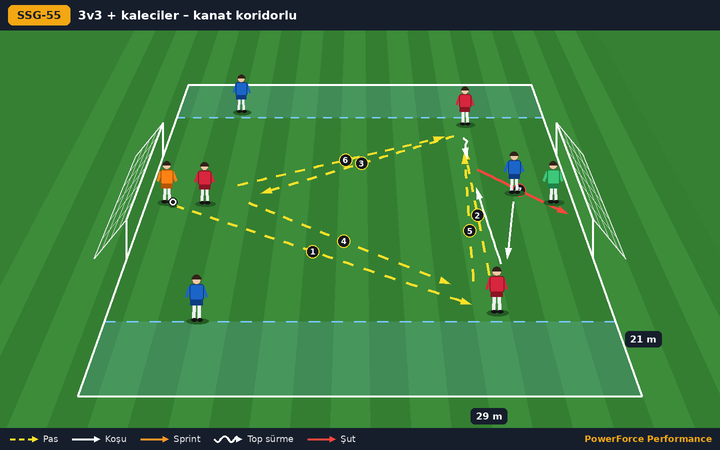 SSG-55 3v3 + kaleciler – kanat koridorlu
6 3
2
4
5
1
21 m
29 m
Pas Koşu Sprint Top sürme Şut PowerForce Performance